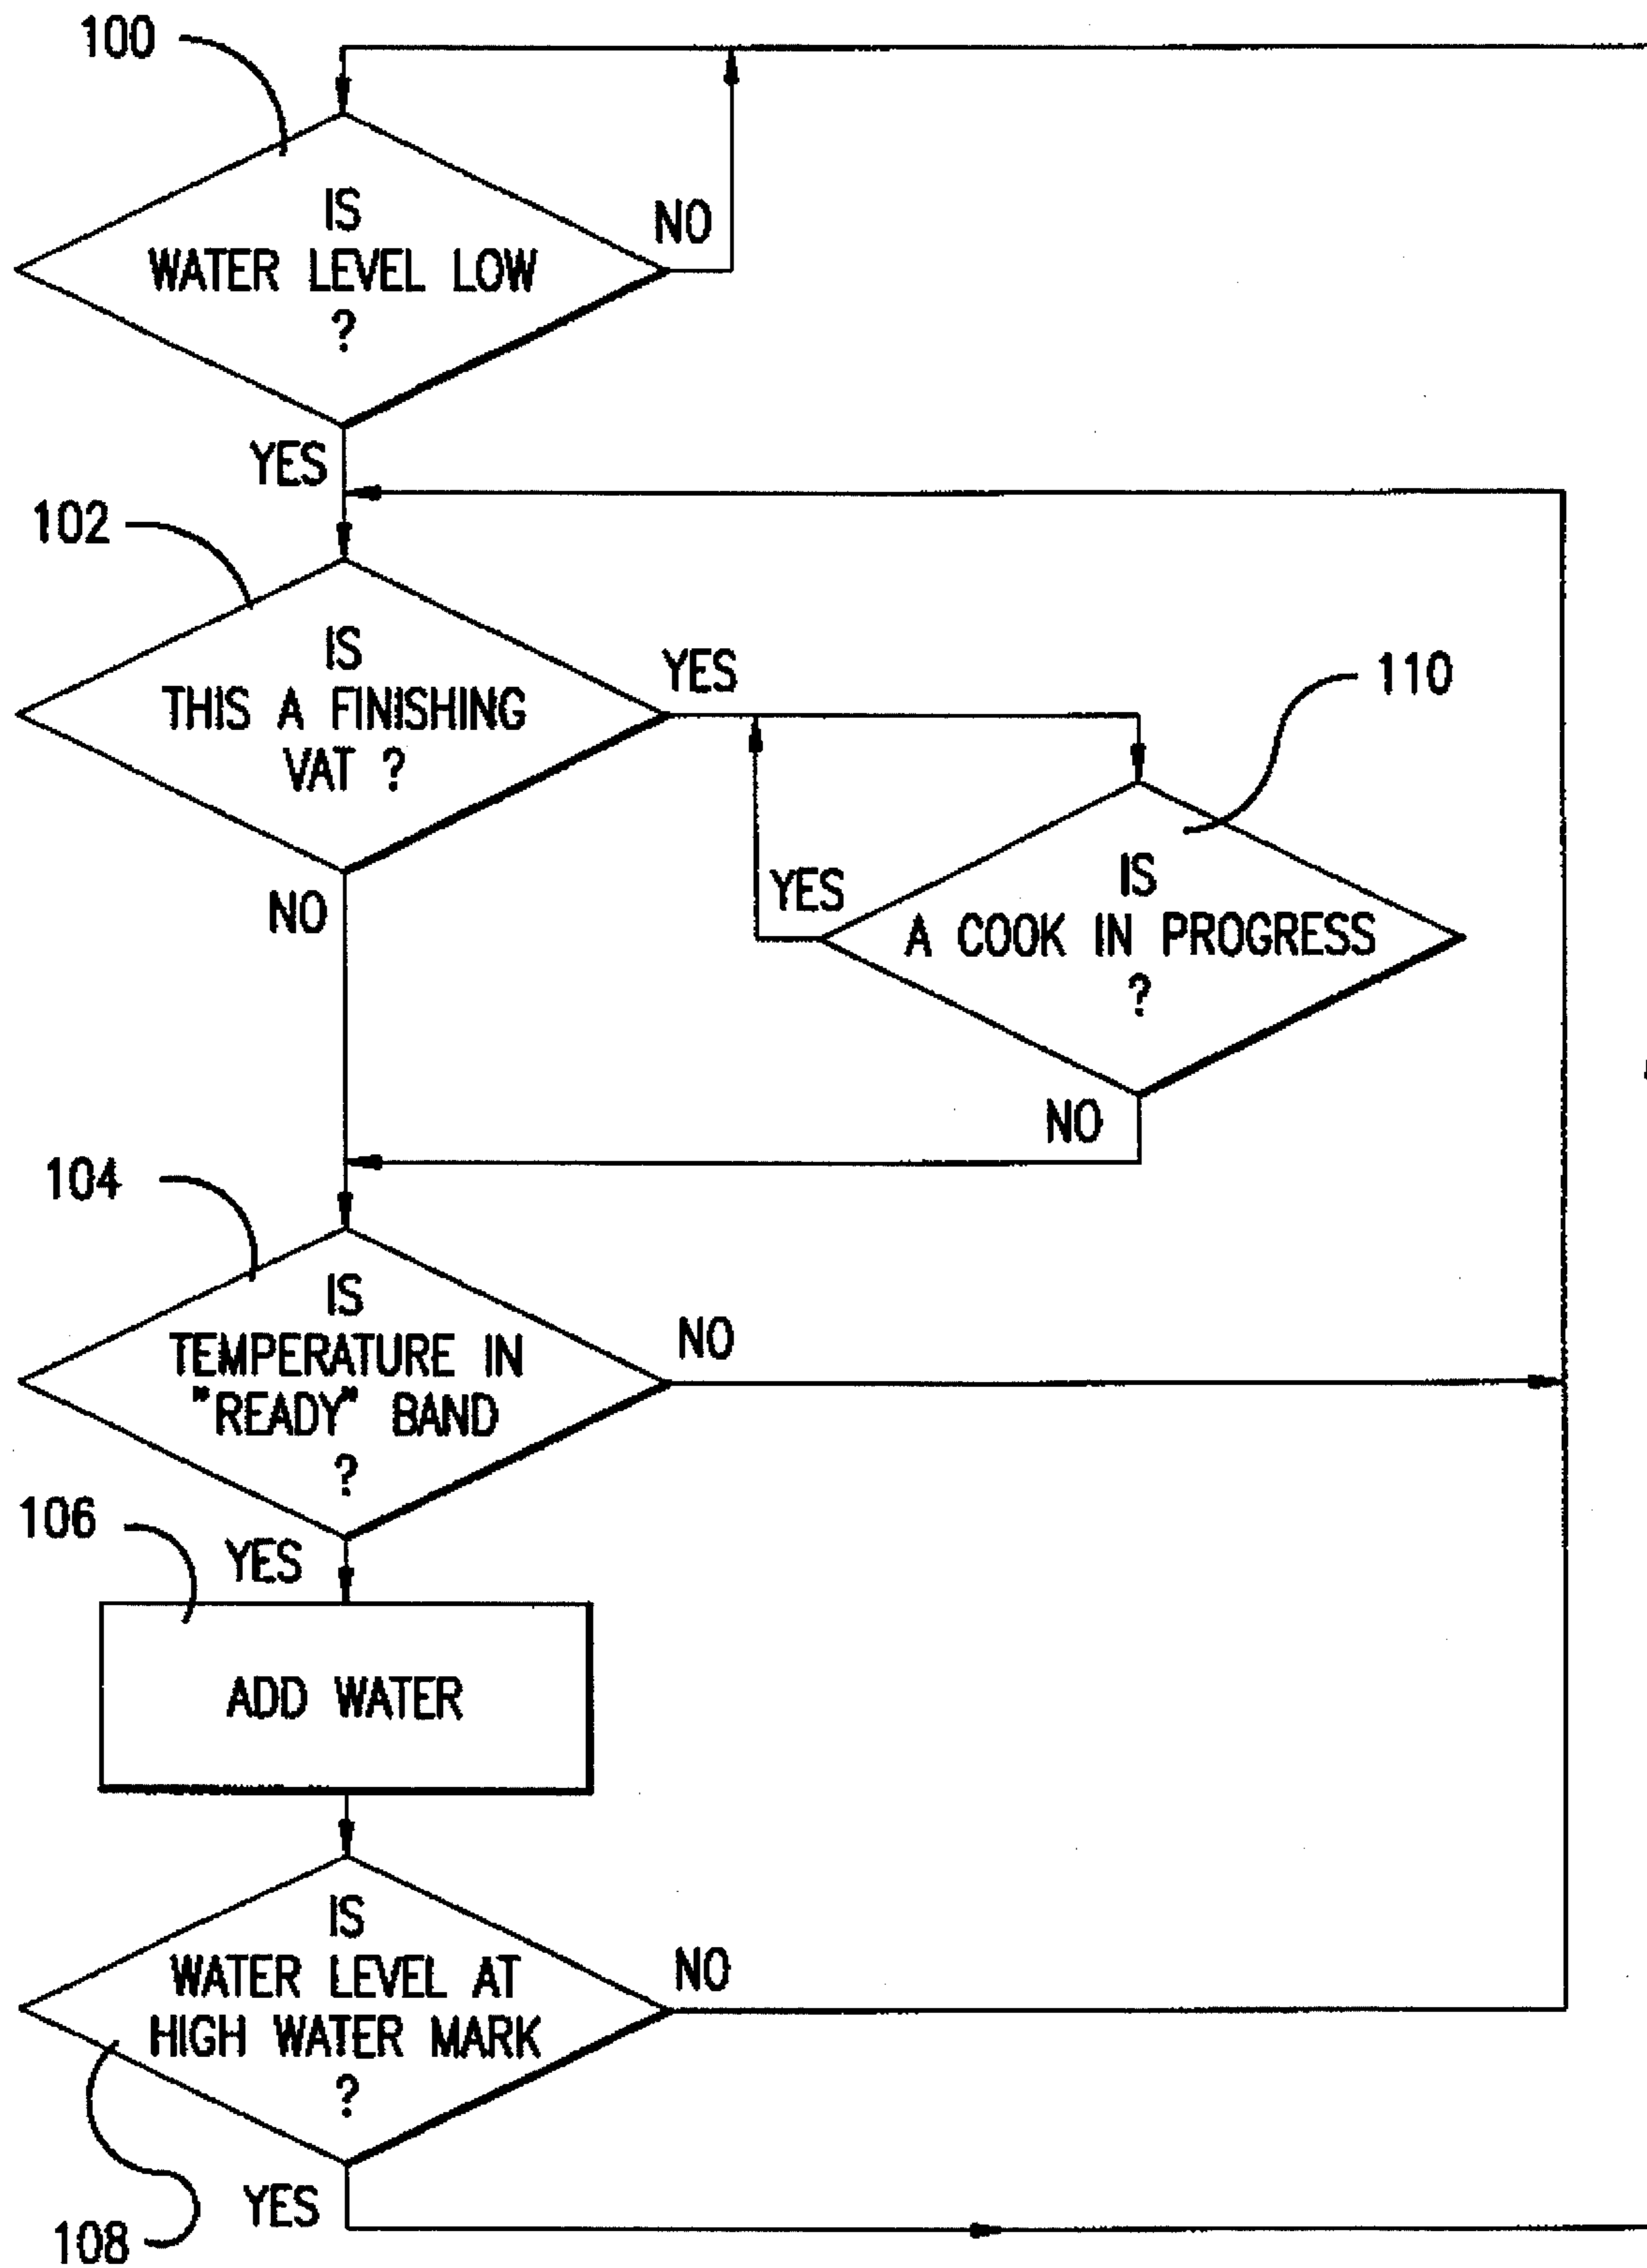 100
IS
WATER LEVEL LOW
?
NO
YES
102
IS
THIS A FINISHING
VAT ?
YES
NO
110
IS
A COOK IN PROGRESS
?
YES
NO
104
IS
TEMPERATURE IN
"READY" BAND
?
NO
YES
106
ADD WATER
IS
WATER LEVEL AT
HIGH WATER MARK
?
NO
YES
108